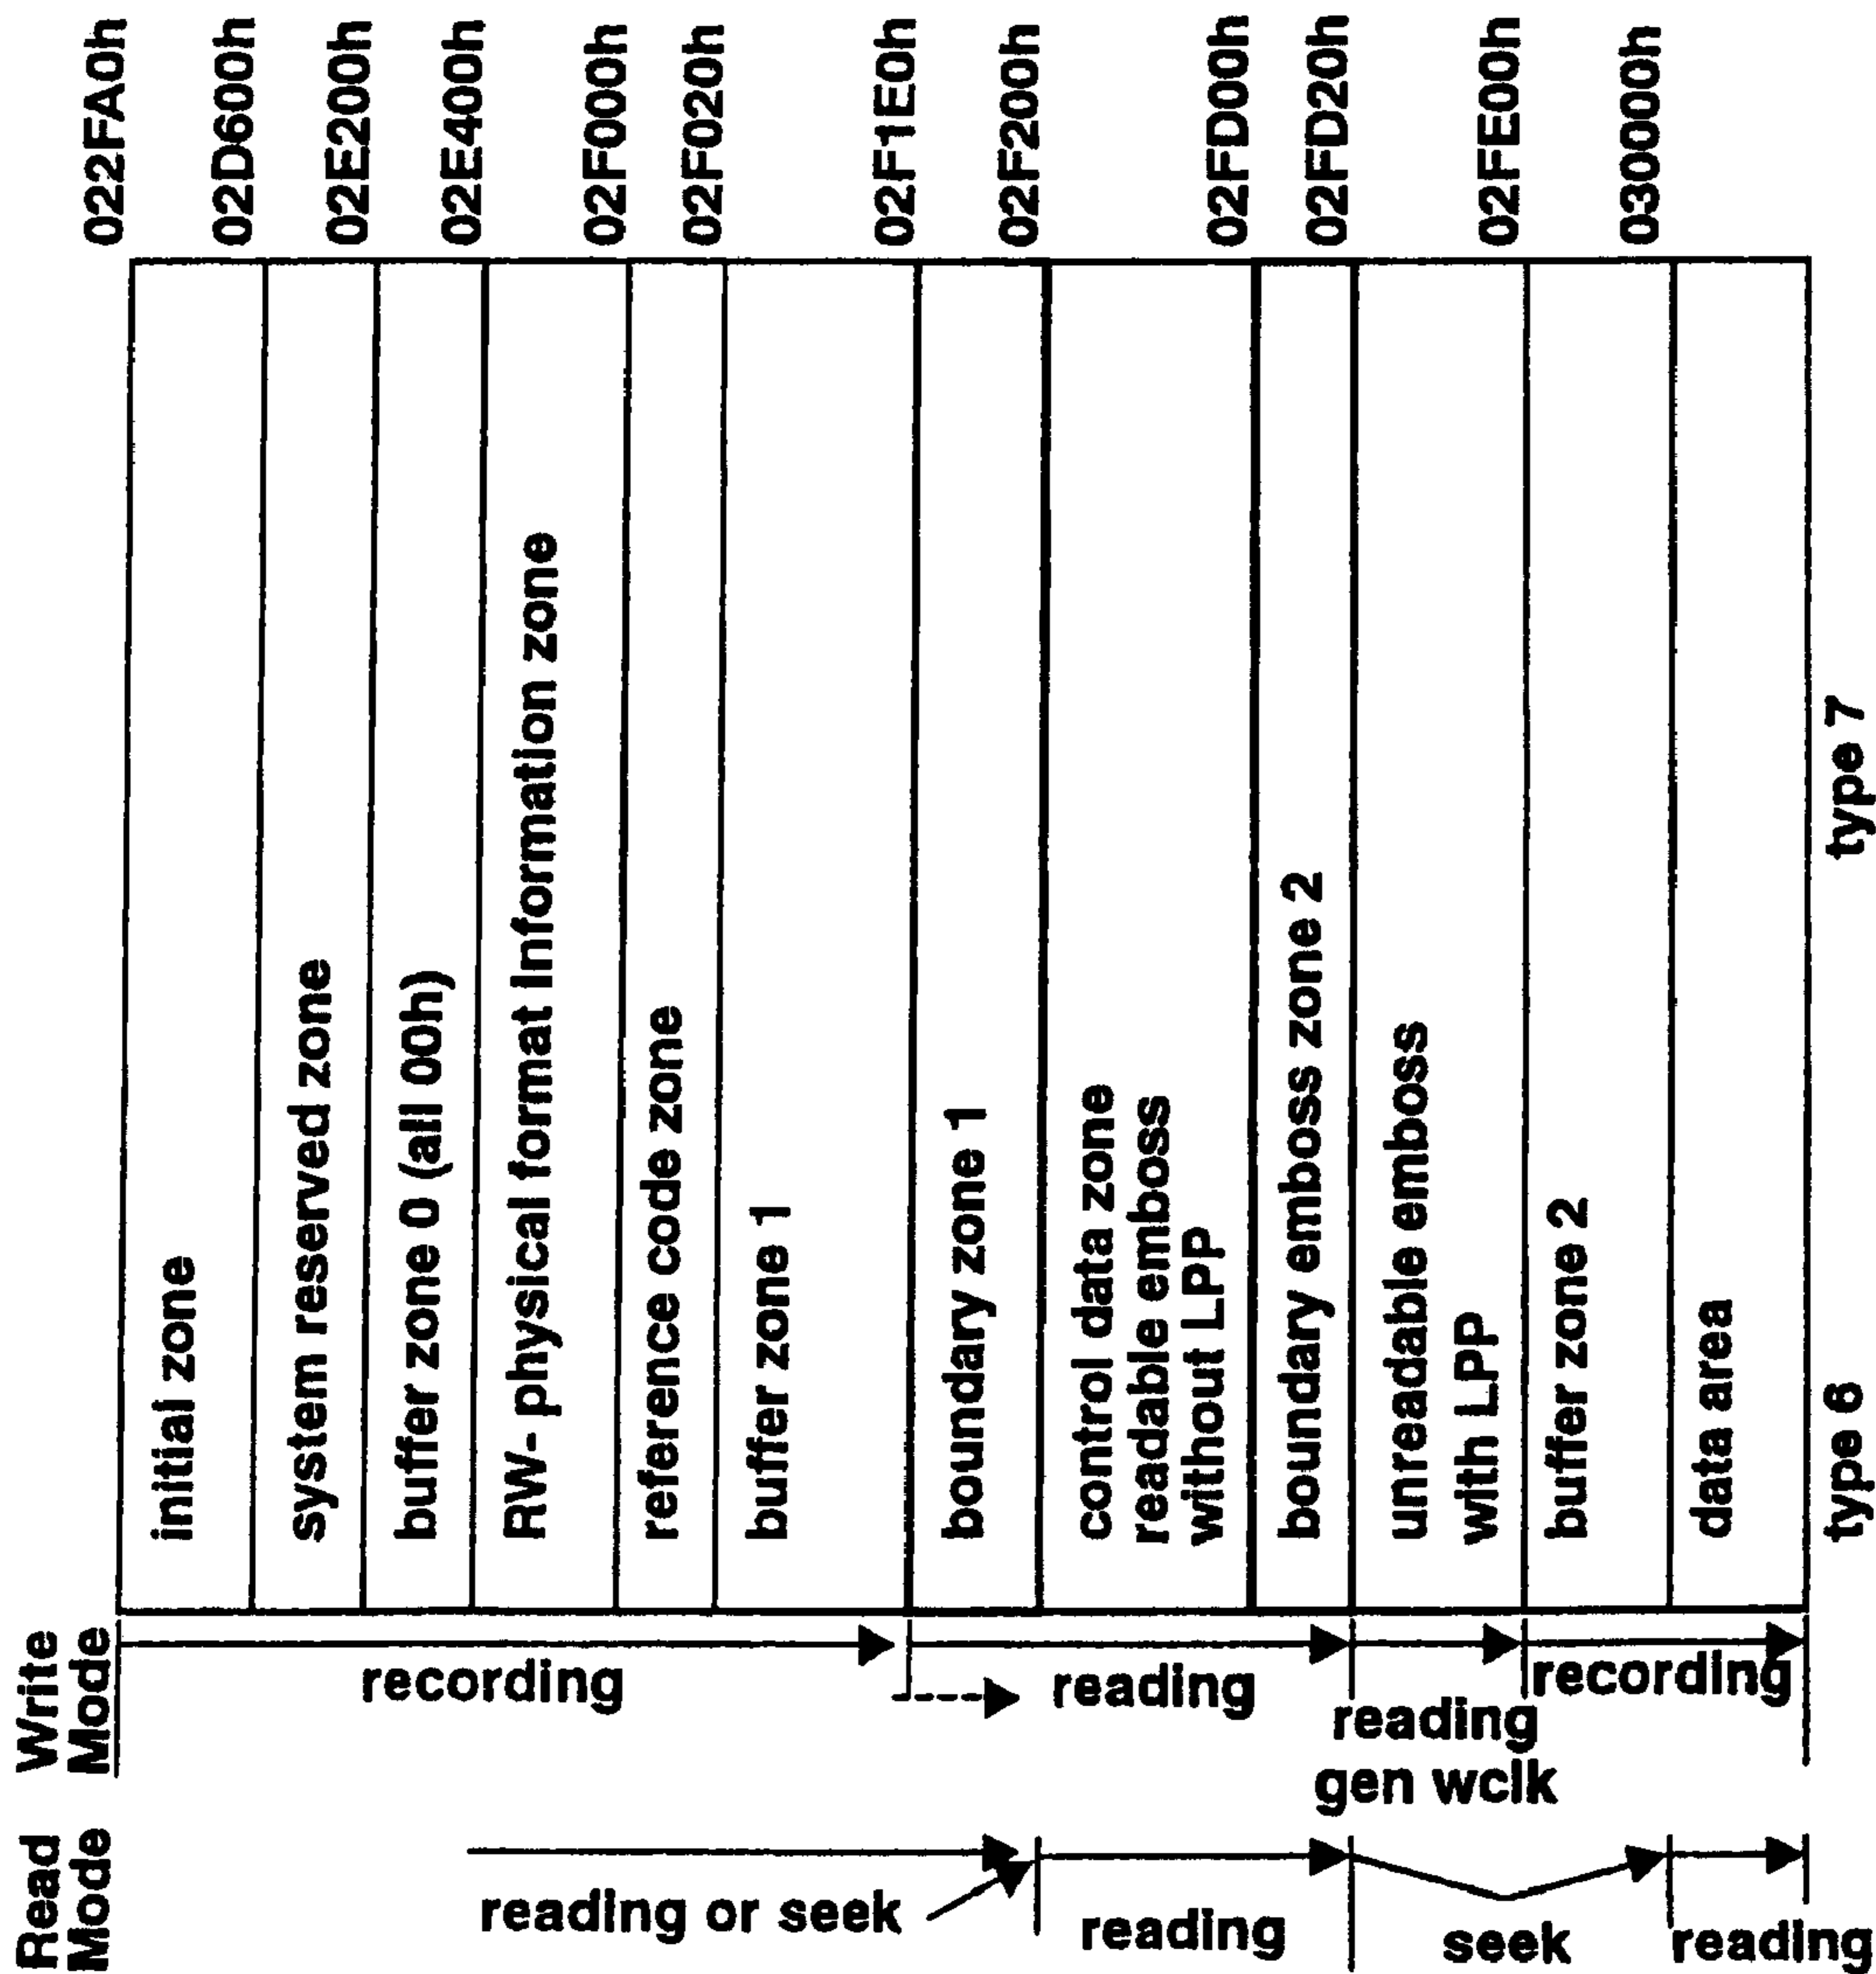 022FA0h
02D600h
02E200h
02E400h
02F000h
02F020h
02F1E0h
02F200h
02FD00h
02FD20h
02FE00h
030000h
initial zone
system reserved zone
buffer zone 0 (all 00h)
RW- physical format Information zone
reference code zone
buffer zone 1
boundary zone 1
control data zone
readable emboss
without LPP
boundary emboss zone 2
unreadable emboss
with LPP
buffer zone 2
data area
type 6
type 7
Write
Mode
recording
reading
reading
gen wclk
recording
Read
Mode
reading or seek
reading
seek
reading